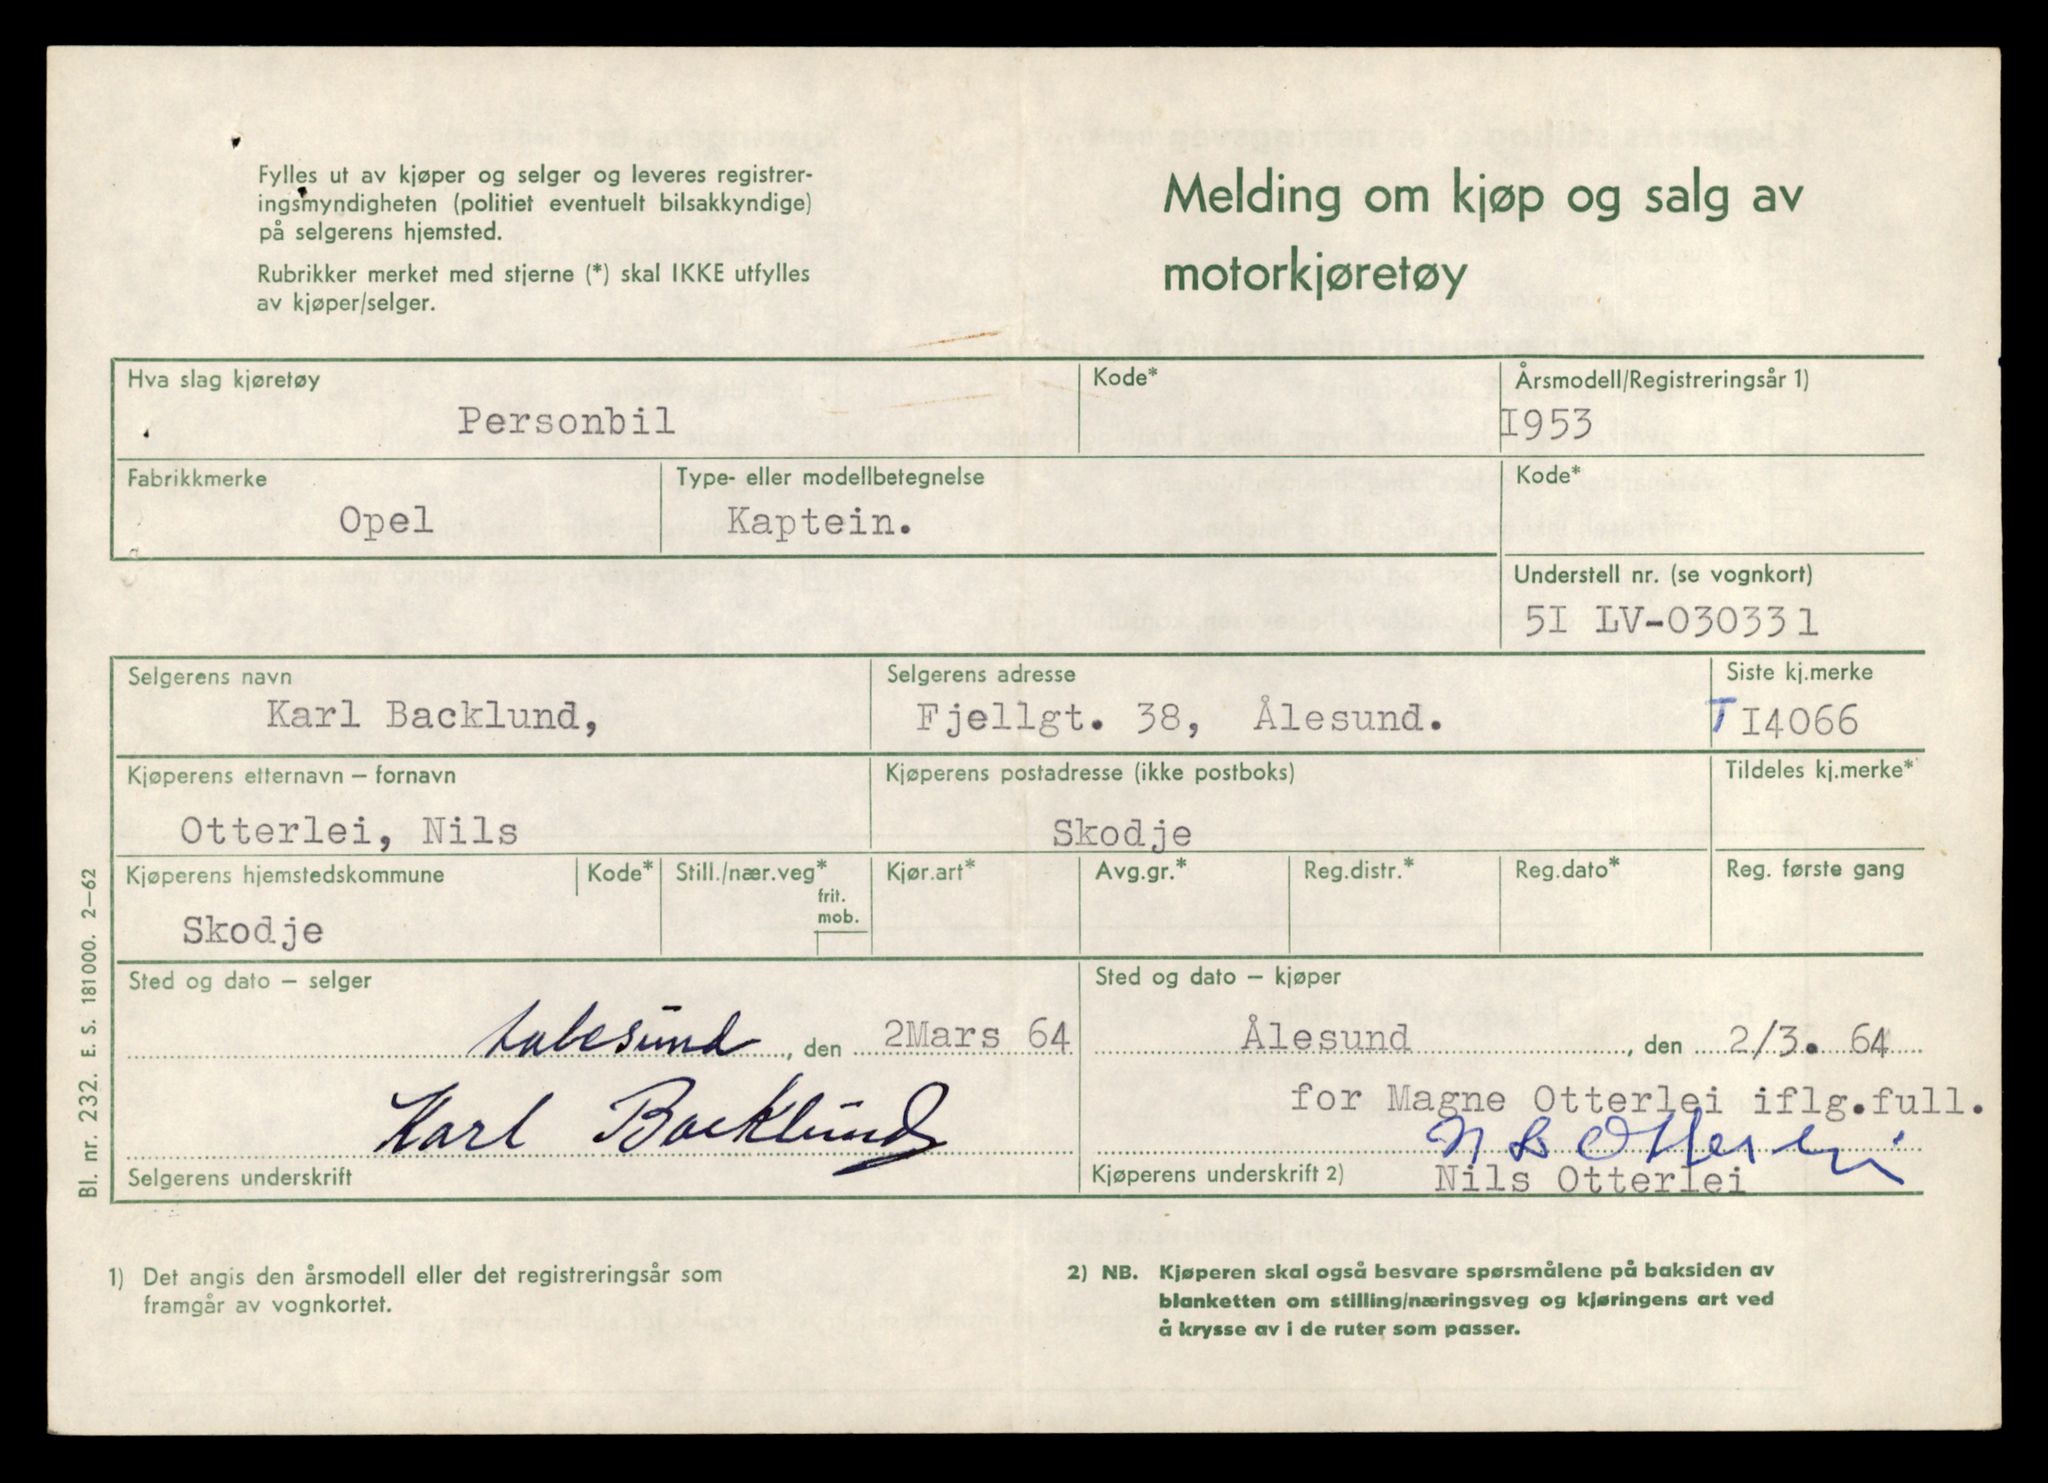 Fylles ut av kjøper og selger og leveres registrer-
ingsmyndigheten (politiet eventuelt bilsakkyndige)
på selgerens hjemsted.
Rubrikker merket med stjerne (*) skal IKKE utfylles
av kjøper/selger.
Melding om kjøp og salg av
motorkjøretøy
Hva slag kjøretøy
Personbil
Kode*
Årsmodell/Registreringsår 1)
I953
Fabrikkmerke
Opel
Type- eller modellbetegnelse
Kaptein.
Kode*
Understell nr. (se vognkort)
5I LV-030331
Selgerens navn
Karl Backlund,
Selgerens adresse
Fjellgt. 38, Ålesund.
Siste kj.merke
T I4066
Kjøperens etternavn – fornavn
Otterlei, Nils
Kjøperens postadresse (ikke postboks)
Skodje
Tildeles kj.merke*
Kjøperens hjemstedskommune
Skodje
Kode*
Still./nær.veg*
frit.
mob.
Kjør.art*
Avg.gr.*
Reg.distr.*
Reg.dato*
Reg. første gang
Sted og dato – selger
, den 2Mars 64
Karl Backlund
Selgerens underskrift
Sted og dato – kjøper
Ålesund , den 2/3. 64
for Magne Otterlei iflg.full.
N Otterlei
Kjøperens underskrift 2)
Nils Otterlei
Bl. nr. 232. E. S. 181000. 2–62
1) Det angis den årsmodell eller det registreringsår som
framgår av vognkortet.
2) NB. Kjøperen skal også besvare spørsmålene på baksiden av
blanketten om stilling/næringsveg og kjøringens art ved
å krysse av i de ruter som passer.